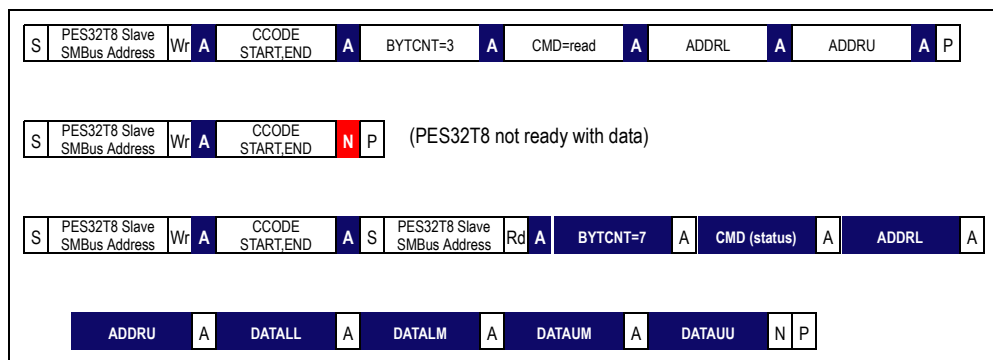 S PES32T8 Slave SMBus Address Wr A CCODE START,END A BYTCNT=3 A CMD=read A ADDRL A ADDRU A P
S PES32T8 Slave SMBus Address Wr A CCODE START,END N P (PES32T8 not ready with data)
S PES32T8 Slave SMBus Address Wr A CCODE START,END A S PES32T8 Slave SMBus Address Rd A BYTCNT=7 A CMD (status) A ADDRL A
ADDRU A DATALL A DATALM A DATAUM A DATAUU N P